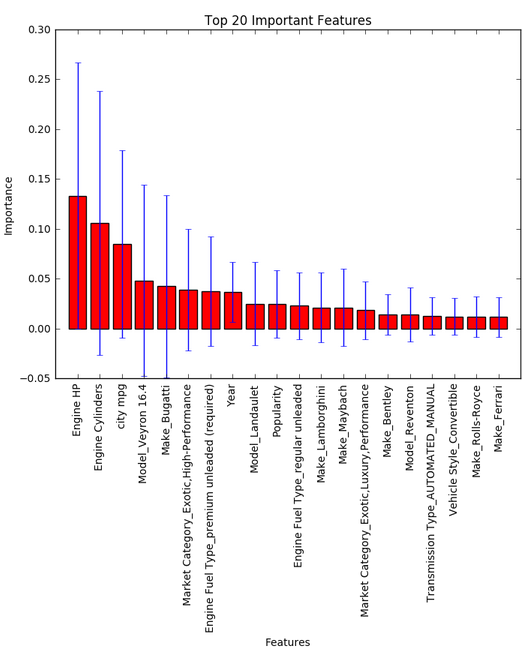 Top 20 Important Features
0.30
0.25
0.20
0.15
0.10
0.05
0.00
−0.05
Importance
Engine HP
Engine Cylinders
city mpg
Model_Veyron 16.4
Make_Bugatti
Market Category_Exotic,High-Performance
Engine Fuel Type_premium unleaded (required)
Year
Model_Landaulet
Popularity
Engine Fuel Type_regular unleaded
Make_Lamborghini
Make_Maybach
Market Category_Exotic,Luxury,Performance
Make_Bentley
Model_Reventon
Transmission Type_AUTOMATED_MANUAL
Vehicle Style_Convertible
Make_Rolls-Royce
Make_Ferrari
Features